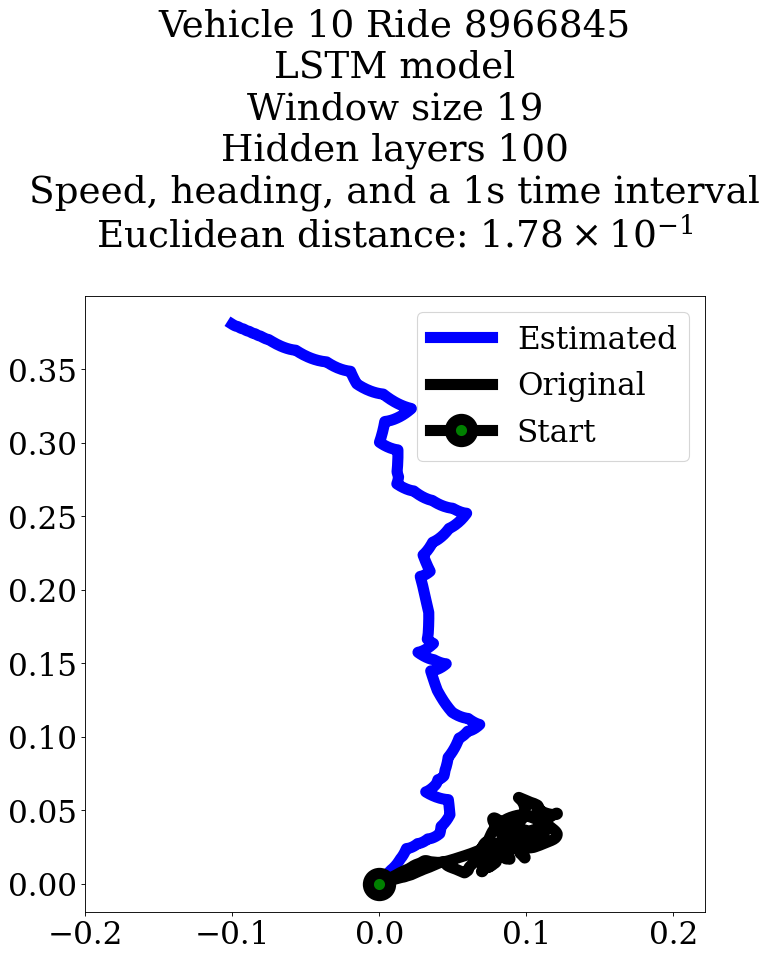 Vehicle 10 Ride 8966845
LSTM model
Window size 19
Hidden layers 100
Speed, heading, and a 1s time interval
Euclidean distance: 1.78 × 10⁻¹
Estimated
Original
Start
0.35
0.30
0.25
0.20
0.15
0.10
0.05
0.00
−0.2 −0.1 0.0 0.1 0.2